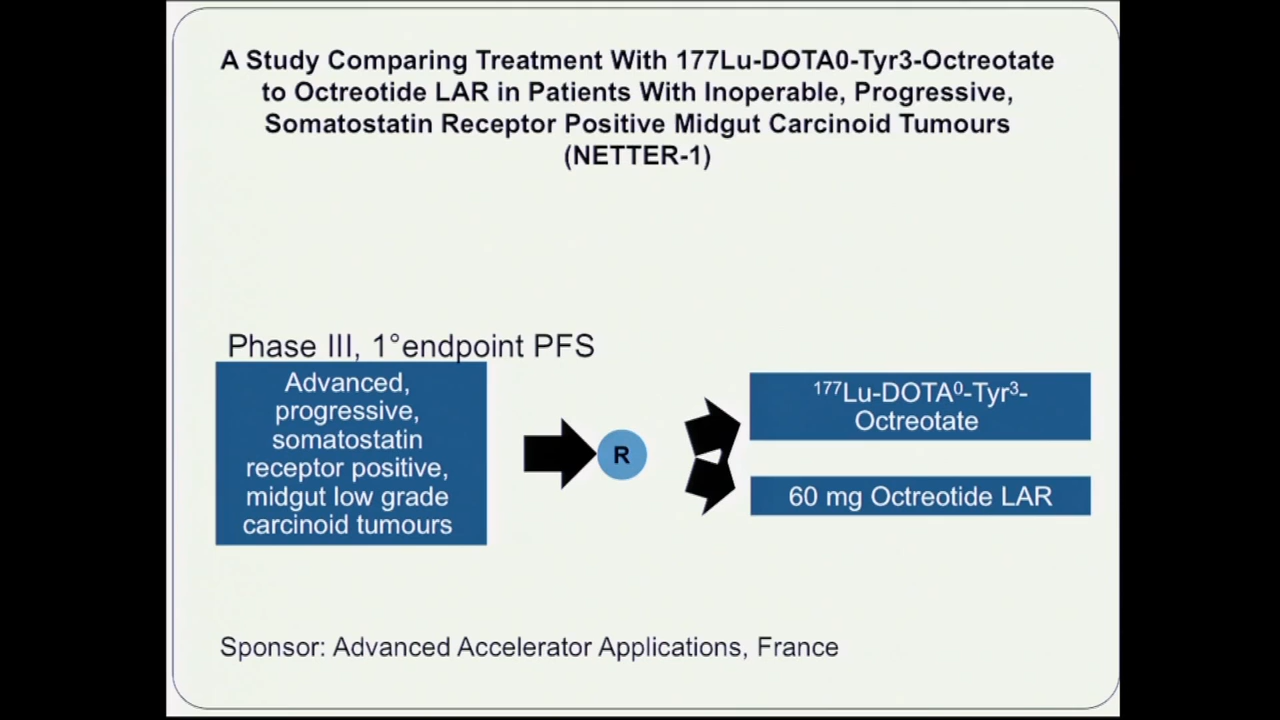 A Study Comparing Treatment With 177Lu-DOTA0-Tyr3-Octreotate
to Octreotide LAR in Patients With Inoperable, Progressive,
Somatostatin Receptor Positive Midgut Carcinoid Tumours
(NETTER-1)
Phase III, 1°endpoint PFS
Advanced,
progressive,
somatostatin
receptor positive,
midgut low grade
carcinoid tumours
R
¹⁷⁷Lu-DOTA⁰-Tyr³-
Octreotate
60 mg Octreotide LAR
Sponsor: Advanced Accelerator Applications, France